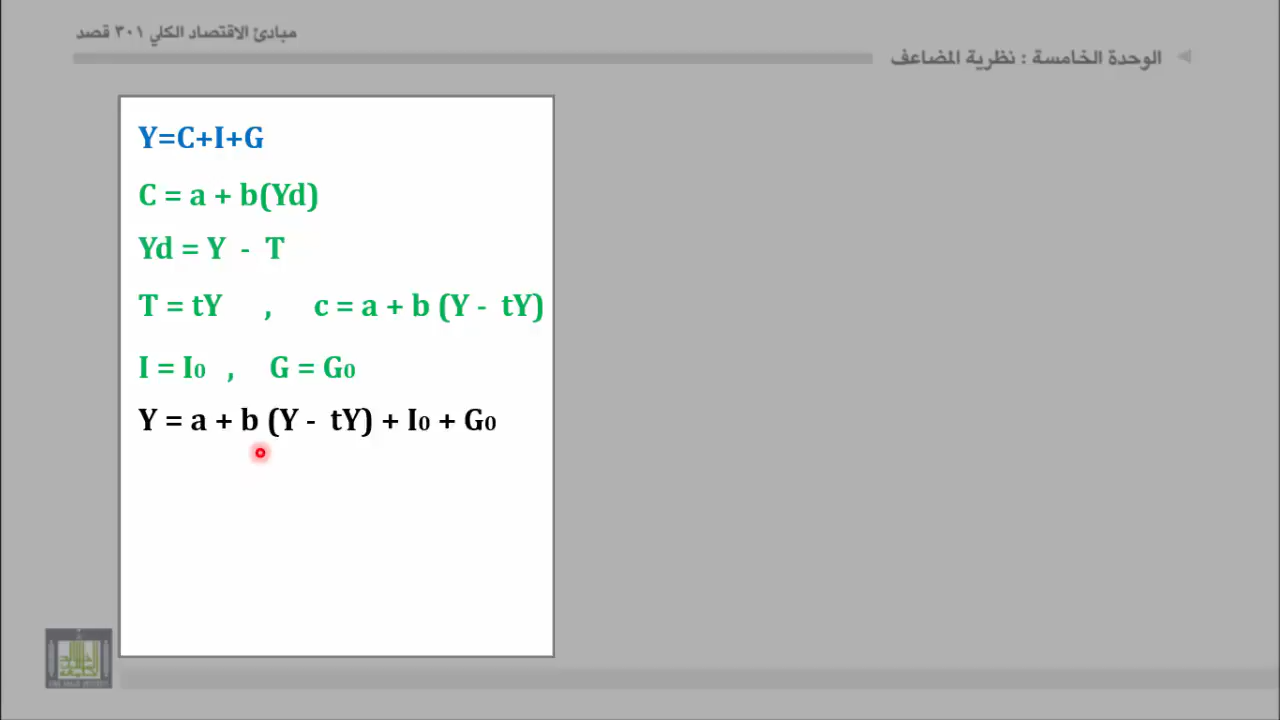 مبادئ الاقتصاد الكلي ٣٠١ قصد
الوحدة الخامسة : نظرية المضاعف
Y=C+I+G
C = a + b(Yd)
Yd = Y - T
T = tY , c = a + b (Y - tY)
I = I₀ , G = G₀
Y = a + b (Y - tY) + I₀ + G₀